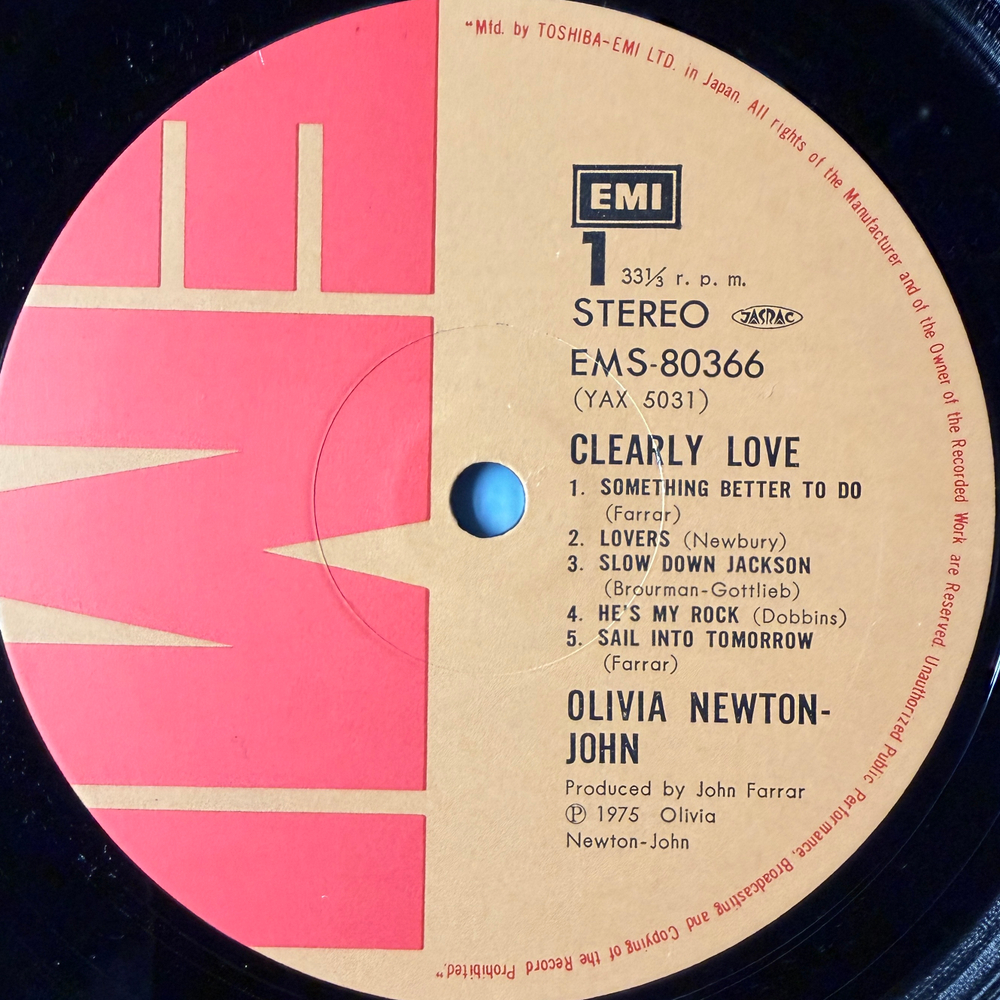 "Mfd. by TOSHIBA-EMI LTD. in Japan. All rights of the Manufacturer and of the Owner of the Recorded Work are Reserved. Unauthorized Public Performance, Broadcasting and Copying of the Record Prohibited."
EMI
EMI
1 33⅓ r. p. m.
STEREO JASRAC
EMS-80366
(YAX 5031)
CLEARLY LOVE
1. SOMETHING BETTER TO DO
(Farrar)
2. LOVERS (Newbury)
3. SLOW DOWN JACKSON
(Brourman-Gottlieb)
4. HE'S MY ROCK (Dobbins)
5. SAIL INTO TOMORROW
(Farrar)
OLIVIA NEWTON-
JOHN
Produced by John Farrar
Ⓟ 1975 Olivia
Newton-John